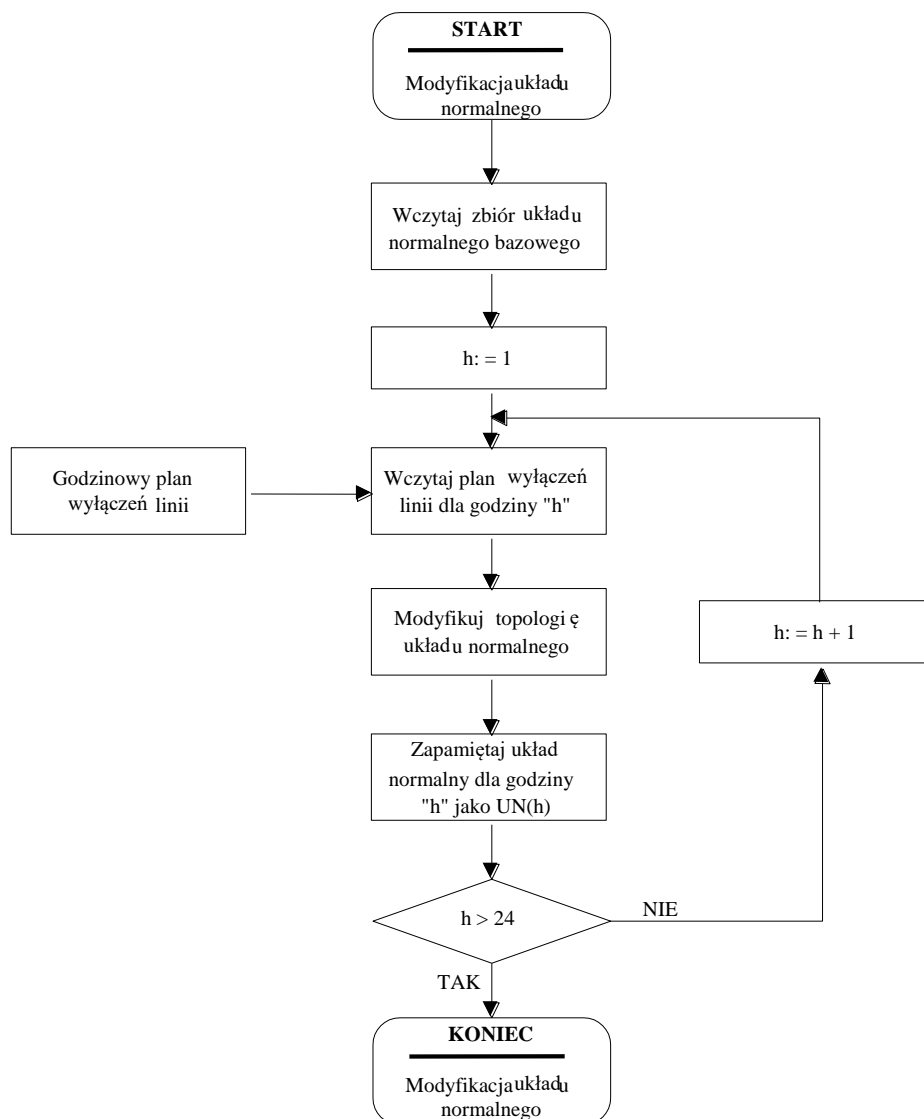 START
Modyfikacja układu
normalnego
Wczytaj zbiór układu
normalnego bazowego
h: = 1
Godzinowy plan
wyłączeń linii
Wczytaj plan wyłączeń
linii dla godziny "h"
Modyfikuj topologię
układu normalnego
h: = h + 1
Zapamiętaj układ
normalny dla godziny
"h" jako UN(h)
h > 24
NIE
TAK
KONIEC
Modyfikacja układu
normalnego